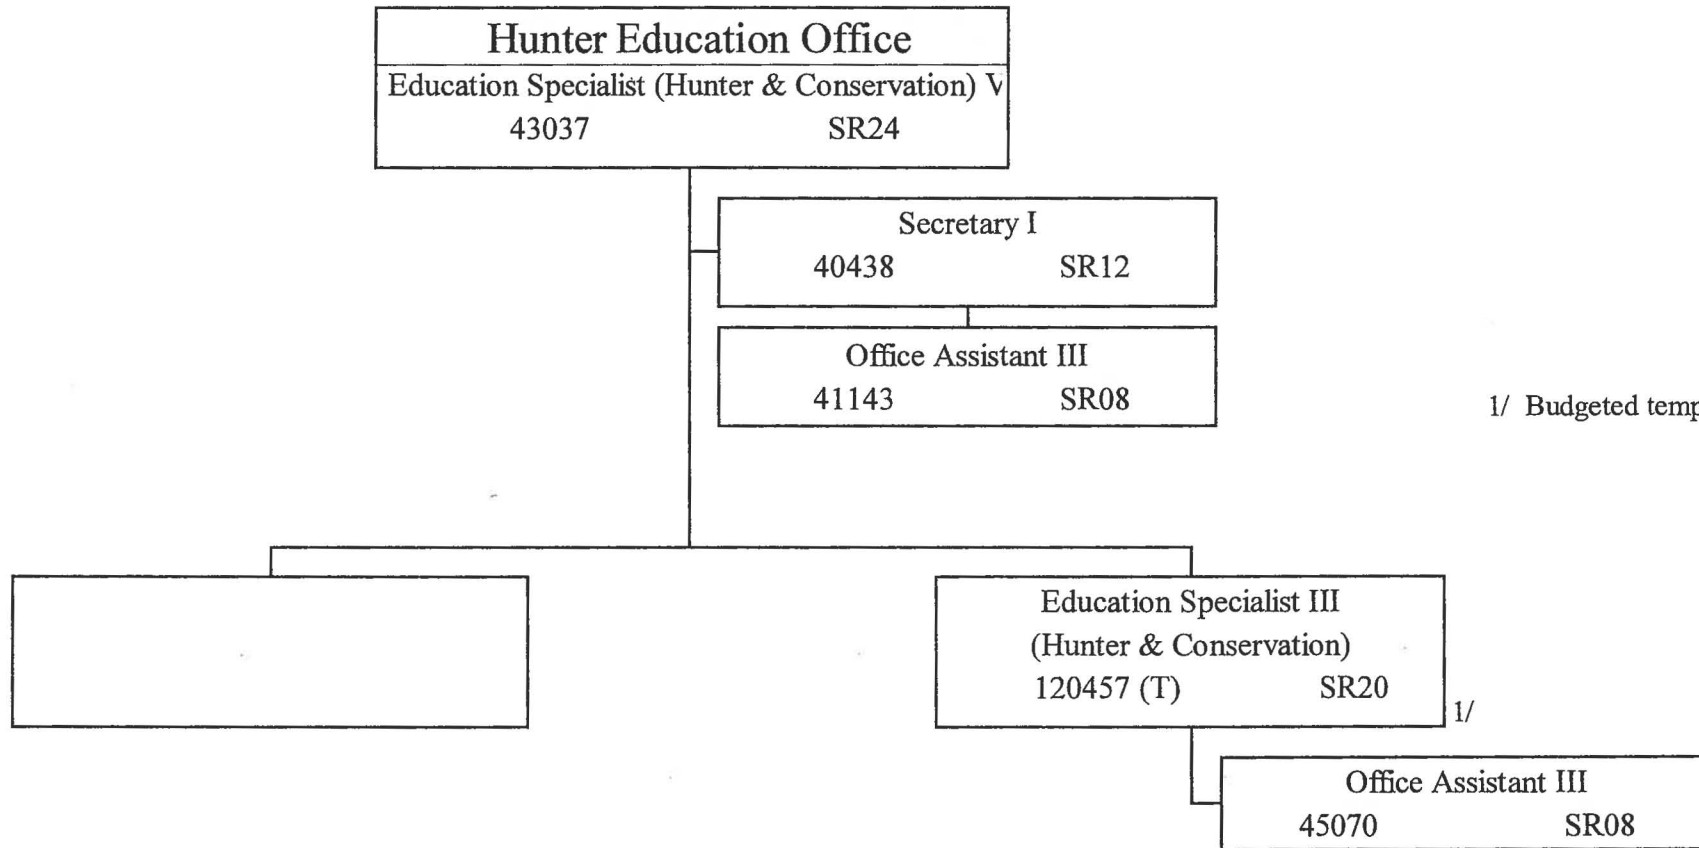 Hunter Education Office
Education Specialist (Hunter & Conservation) V
43037 SR24
Secretary I
40438 SR12
Office Assistant III
41143 SR08
1/ Budgeted temp
Education Specialist III
(Hunter & Conservation)
120457 (T) SR20
1/
Office Assistant III
45070 SR08